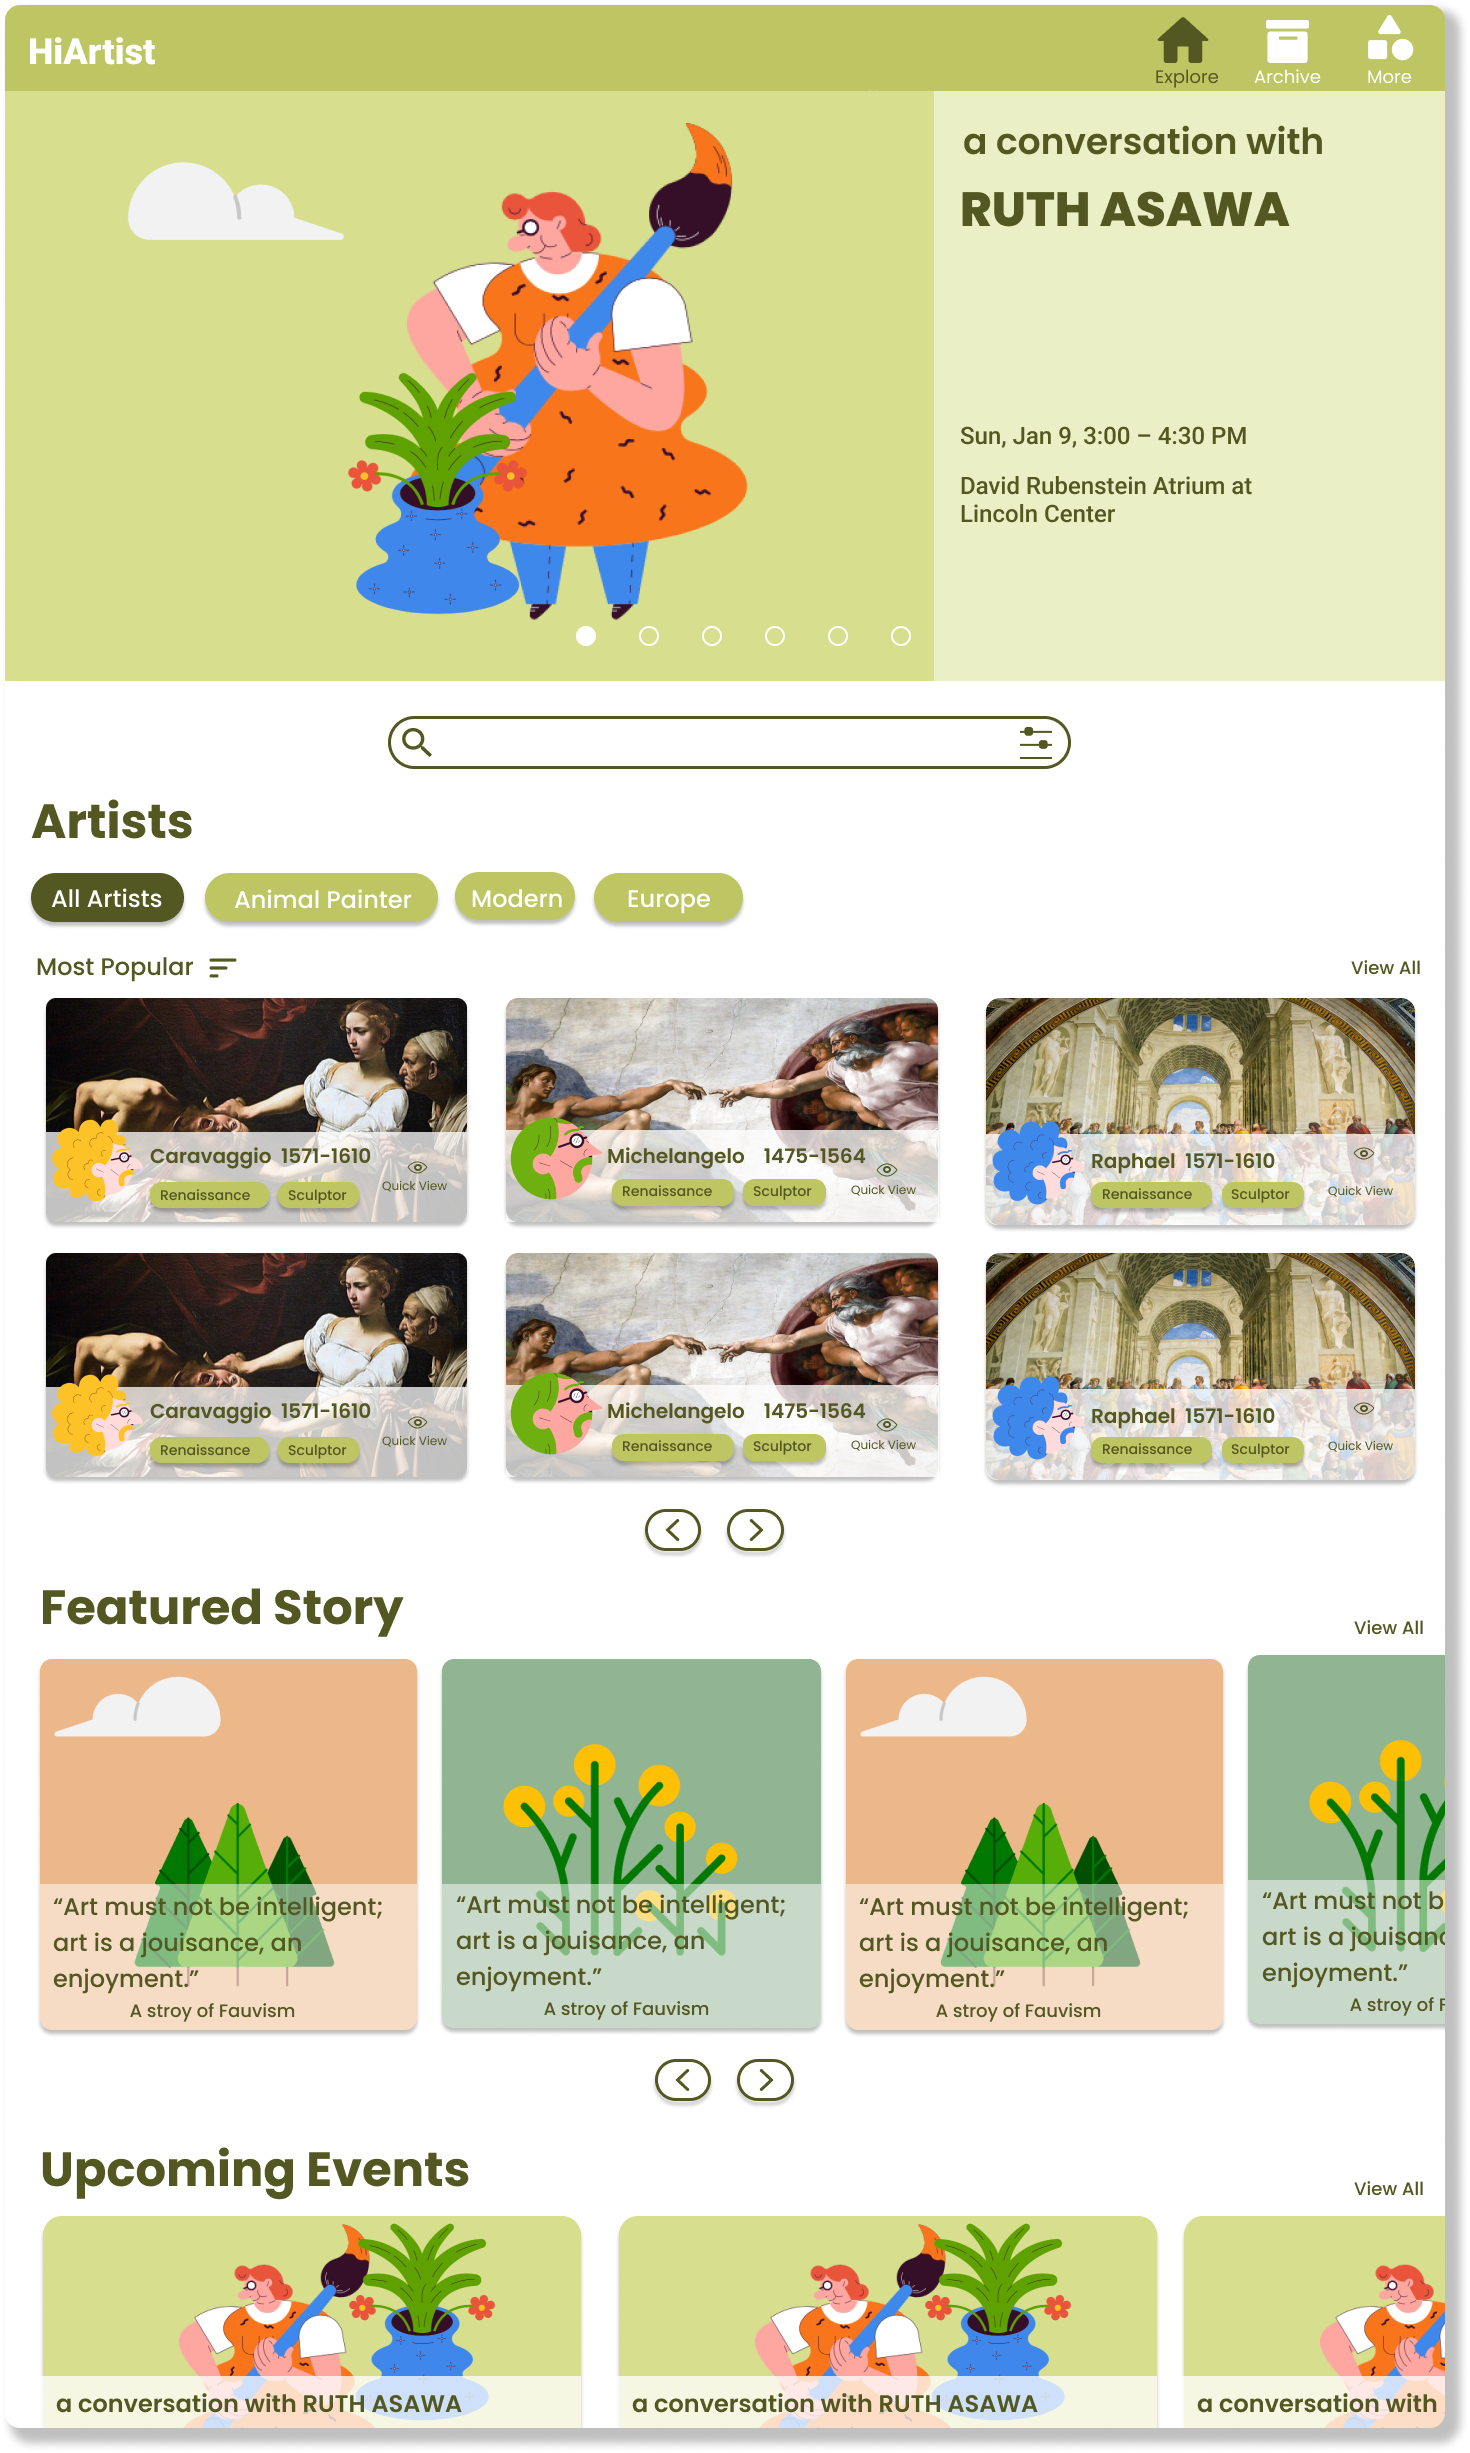 HiArtist
Explore
Archive
More
a conversation with
RUTH ASAWA
Sun, Jan 9, 3:00 – 4:30 PM
David Rubenstein Atrium at
Lincoln Center
Artists
All Artists
Animal Painter
Modern
Europe
Most Popular
View All
Caravaggio 1571-1610
Renaissance
Sculptor
Quick View
Michelangelo 1475-1564
Renaissance
Sculptor
Quick View
Raphael 1571-1610
Renaissance
Sculptor
Quick View
Caravaggio 1571-1610
Renaissance
Sculptor
Quick View
Michelangelo 1475-1564
Renaissance
Sculptor
Quick View
Raphael 1571-1610
Renaissance
Sculptor
Quick View
Featured Story
View All
“Art must not be intelligent;
art is a jouisance, an
enjoyment.”
A stroy of Fauvism
“Art must not be intelligent;
art is a jouisance, an
enjoyment.”
A stroy of Fauvism
“Art must not be intelligent;
art is a jouisance, an
enjoyment.”
A stroy of Fauvism
“Art must not b
art is a jouisanc
enjoyment.”
A stroy of F
Upcoming Events
View All
a conversation with RUTH ASAWA
a conversation with RUTH ASAWA
a conversation with